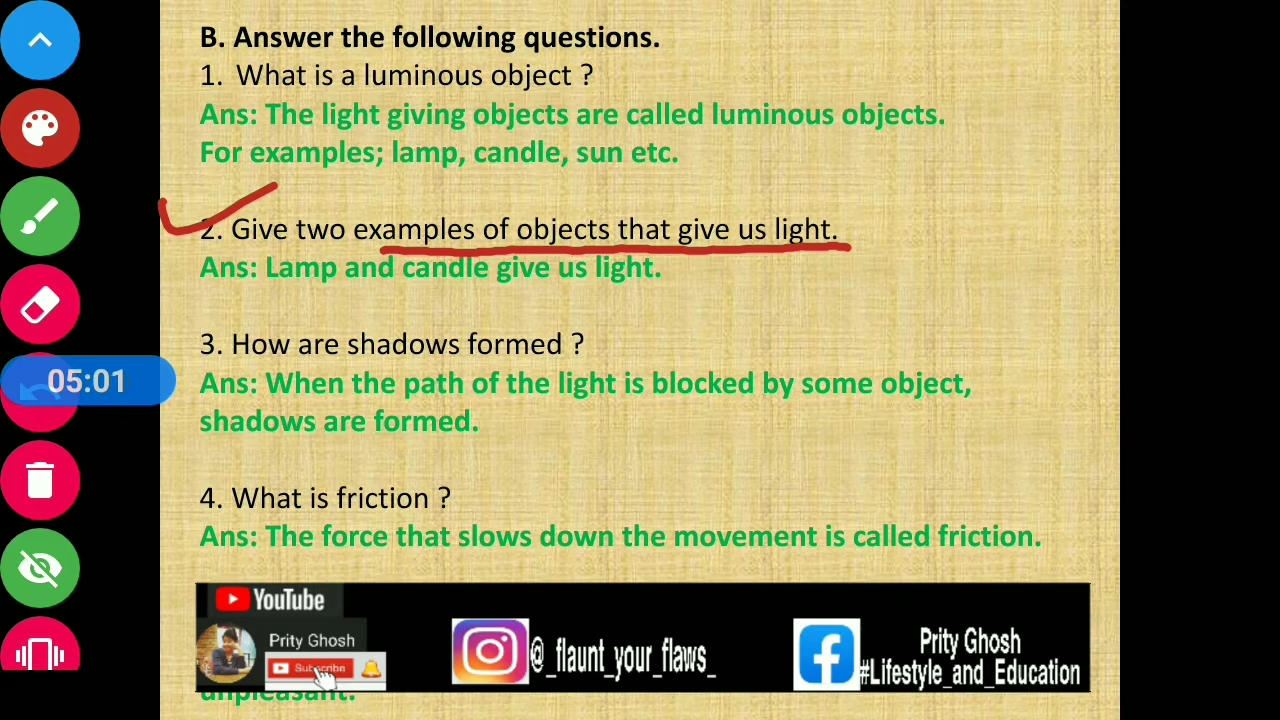 B. Answer the following questions.
1. What is a luminous object ?
Ans: The light giving objects are called luminous objects.
For examples; lamp, candle, sun etc.
2. Give two examples of objects that give us light.
Ans: Lamp and candle give us light.
3. How are shadows formed ?
05:01
Ans: When the path of the light is blocked by some object,
shadows are formed.
4. What is friction ?
Ans: The force that slows down the movement is called friction.
YouTube
Prity Ghosh
Subscribe
@_flaunt_your_flaws_
Prity Ghosh
#Lifestyle_and_Education
unpleasant.